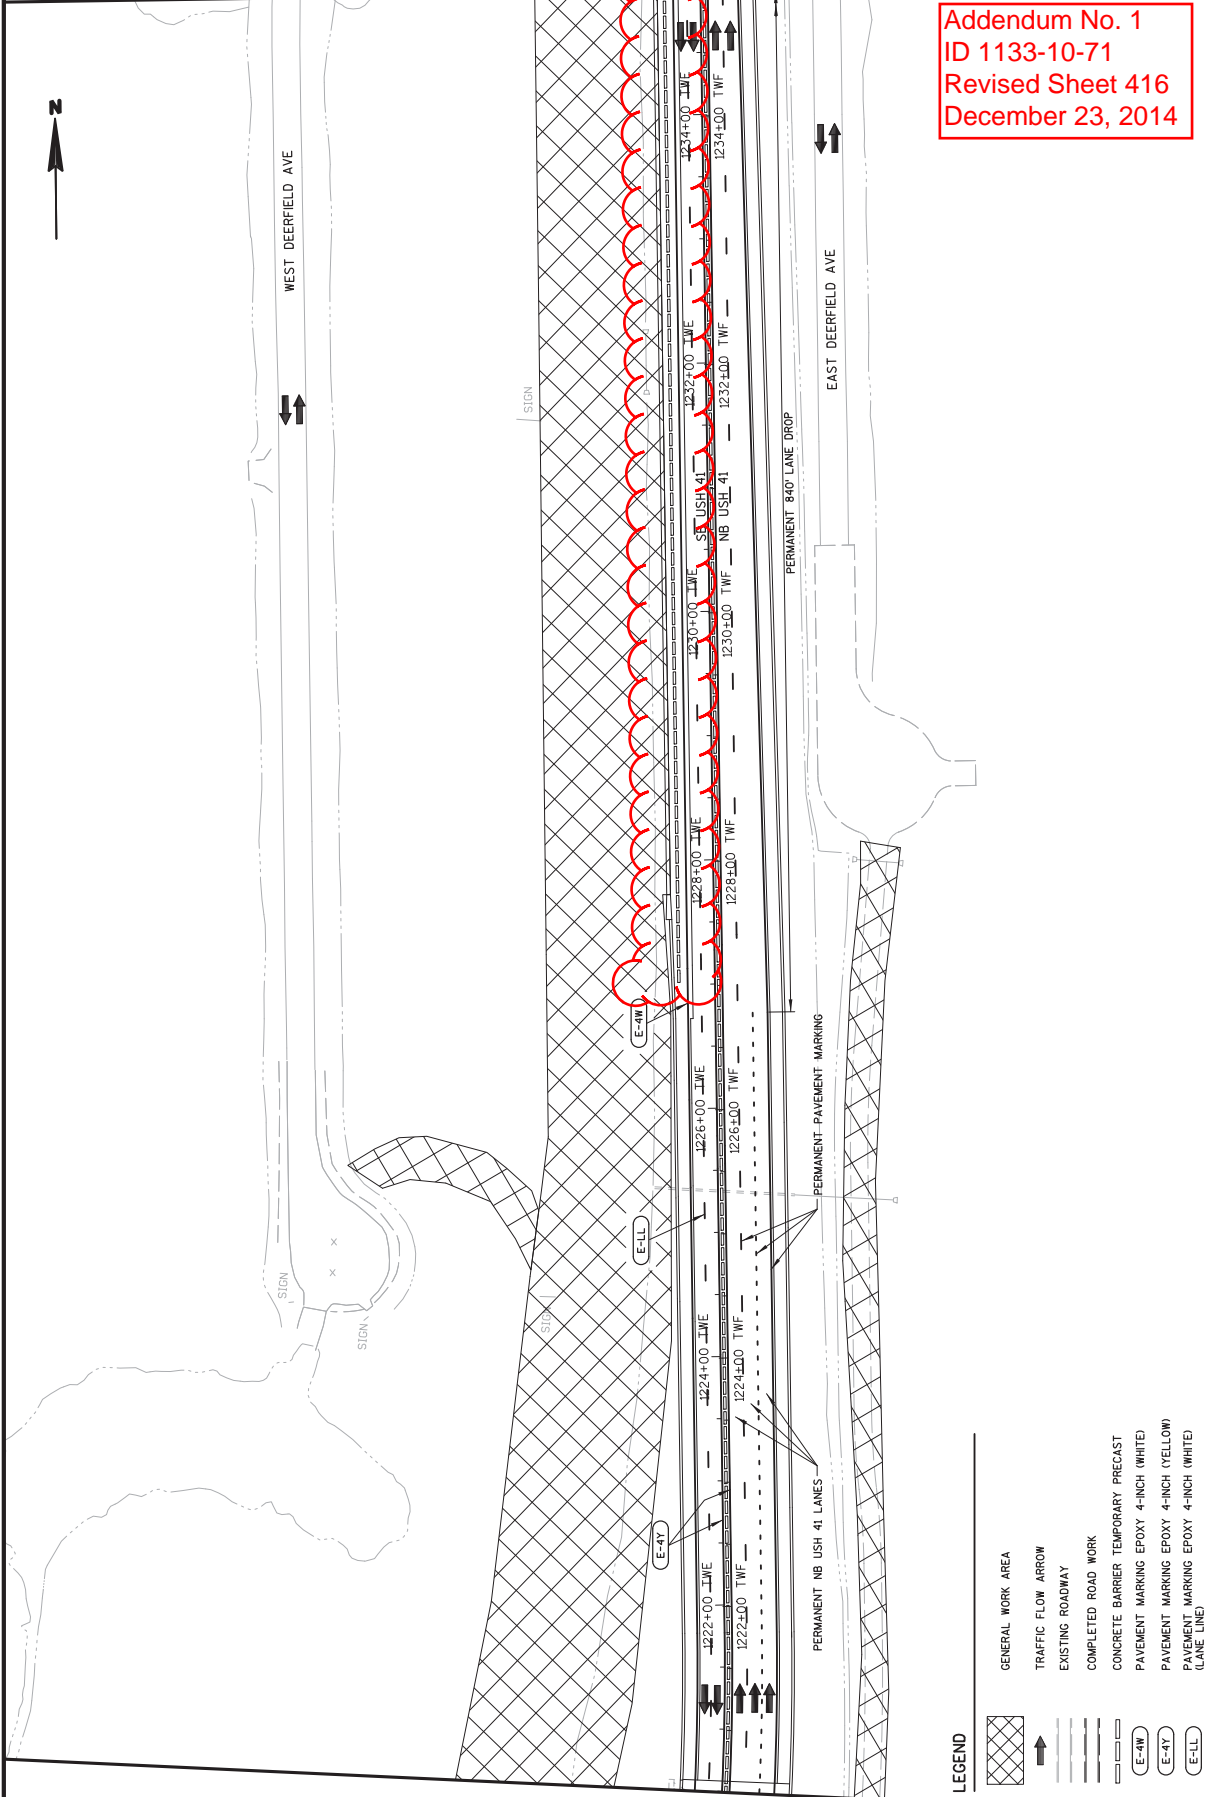 Addendum No. 1
ID 1133-10-71
Revised Sheet 416
December 23, 2014
N
WEST DEERFIELD AVE
EAST DEERFIELD AVE
1234+00 TWE
1234+00 TWF
SIGN
1232+00 TWE
1232+00 TWF
PERMANENT 840' LANE DROP
SB USH 41
NB USH 41
1230+00 TWE
1230+00 TWF
1228+00 TWE
1228+00 TWF
E-4W
PERMANENT PAVEMENT MARKING
1226+00 TWE
1226+00 TWF
E-LL
SIGN
SIGN
SIGN
1224+00 TWE
1224+00 TWF
E-4Y
PERMANENT NB USH 41 LANES
1222+00 TWE
1222+00 TWF
LEGEND
GENERAL WORK AREA
TRAFFIC FLOW ARROW
EXISTING ROADWAY
COMPLETED ROAD WORK
CONCRETE BARRIER TEMPORARY PRECAST
E-4W PAVEMENT MARKING EPOXY 4-INCH (WHITE)
E-4Y PAVEMENT MARKING EPOXY 4-INCH (YELLOW)
E-LL PAVEMENT MARKING EPOXY 4-INCH (WHITE)
(LANE LINE)